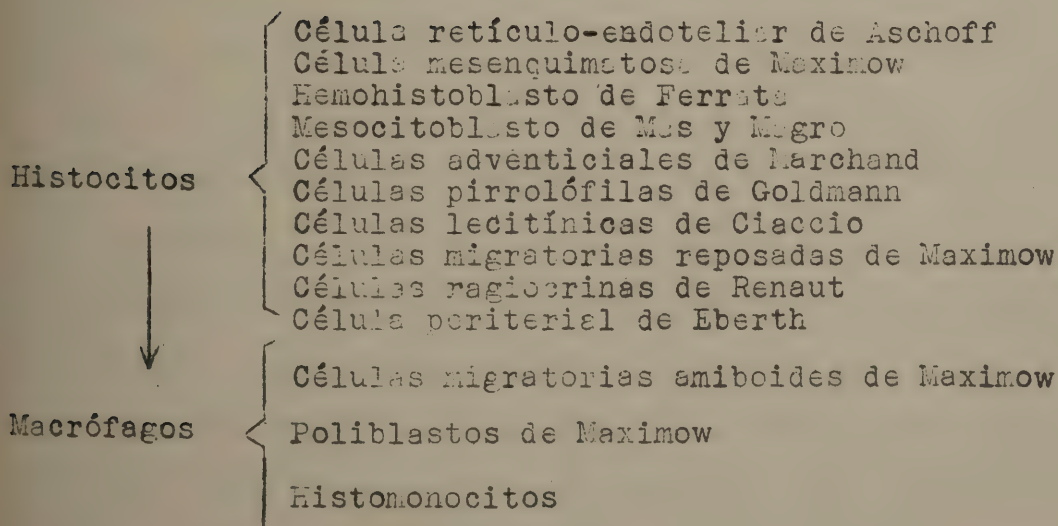 Célula retículo-endoteliar de Aschoff
Célula mesenquimatosa de Maximow
Hemohistoblasto de Ferrata
Mesocitoblasto de Mas y Magro
Células adventiciales de Marchand
Histocitos
Células pirrolófilas de Goldmann
Células lecitínicas de Ciaccio
Células migratorias reposadas de Maximow
Células ragiocrinas de Renaut
Célula periterial de Eberth
Células migratorias amiboides de Maximow
Macrófagos
Poliblastos de Maximow
Histomonocitos